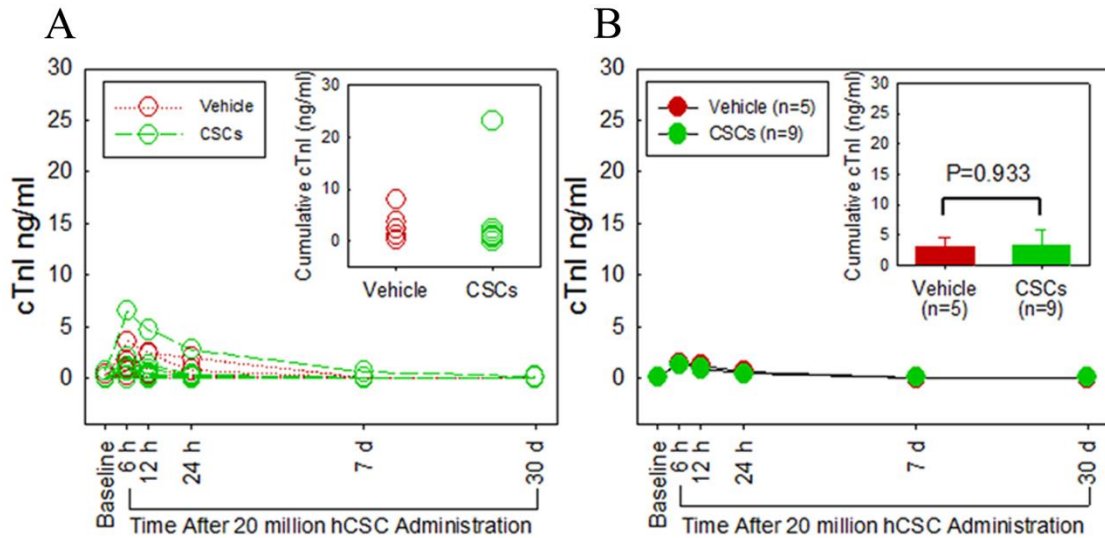 A
30
25
20
15
10
5
0
cTnI ng/ml
Vehicle
CSCs
Cumulative cTnI (ng/ml)
30
20
10
0
Vehicle
CSCs
Baseline
6 h
12 h
24 h
7 d
30 d
Time After 20 million hCSC Administration
B
30
25
20
15
10
5
0
cTnI ng/ml
Vehicle (n=5)
CSCs (n=9)
Cumulative cTnI (ng/ml)
30
25
20
15
10
5
0
P=0.933
Vehicle
(n=5)
CSCs
(n=9)
Baseline
6 h
12 h
24 h
7 d
30 d
Time After 20 million hCSC Administration